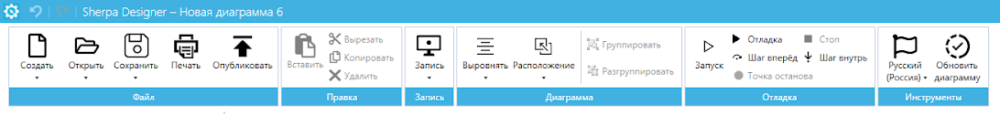 Sherpa Designer – Новая диаграмма 6
Создать
Открыть
Сохранить
Печать
Опубликовать
Файл
Вставить
Вырезать
Копировать
Удалить
Правка
Запись
Запись
Выровнять
Расположение
Группировать
Разгруппировать
Диаграмма
Запуск
Отладка
Стоп
Шаг вперёд
Шаг внутрь
Точка останова
Отладка
Русский
(Россия)
Обновить
диаграмму
Инструменты